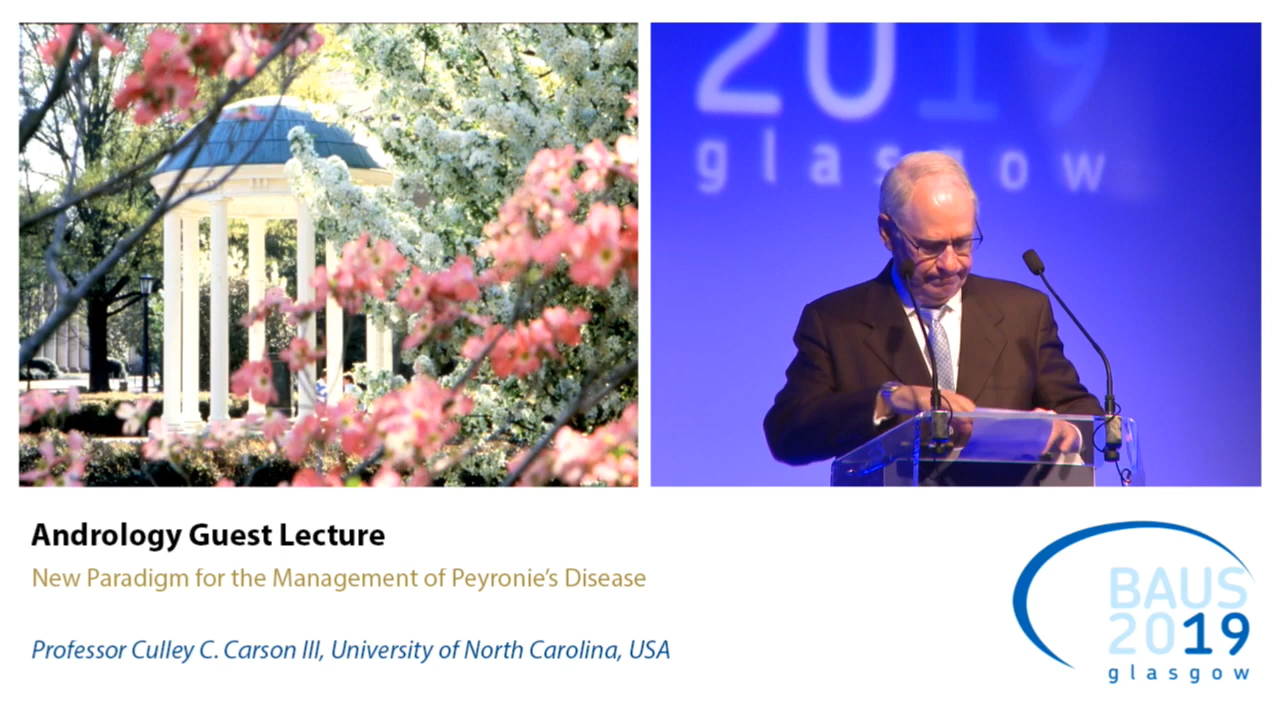 2019
glasgow
Andrology Guest Lecture
New Paradigm for the Management of Peyronie's Disease
Professor Culley C. Carson III, University of North Carolina, USA
BAUS
2019
glasgow